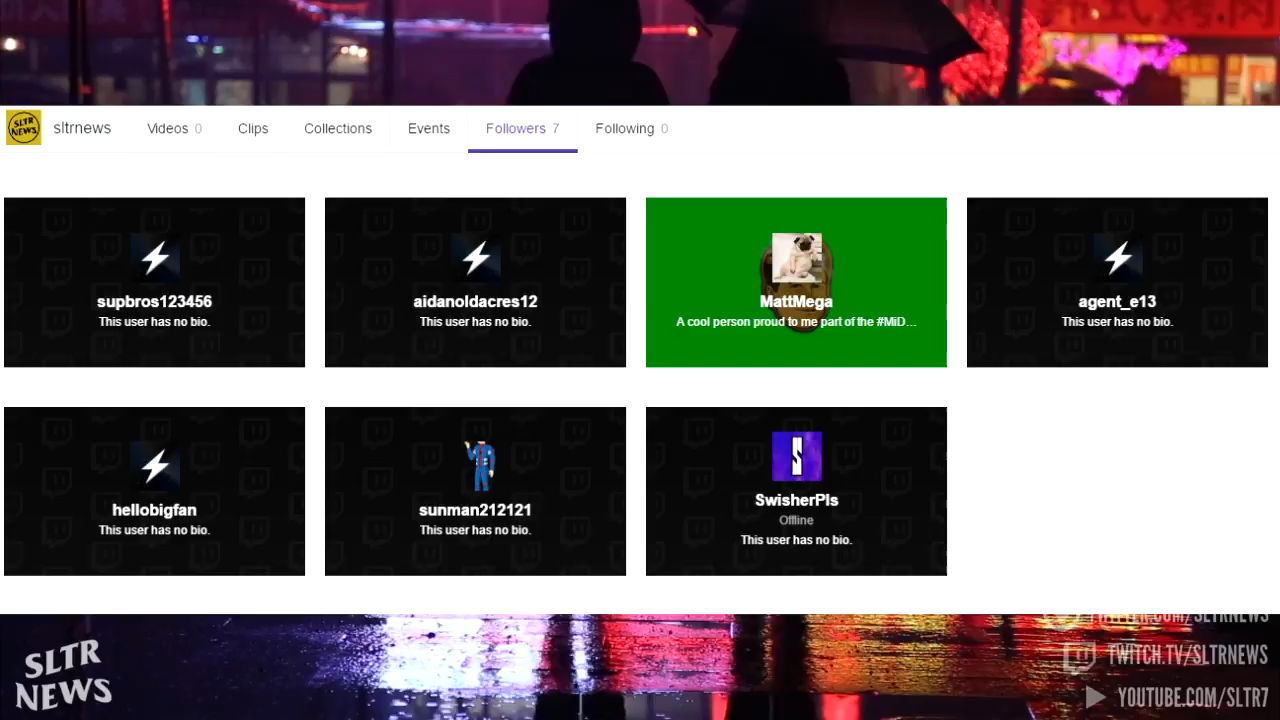 SLTR
NEWS
sltrnews
Videos 0
Clips
Collections
Events
Followers 7
Following 0
supbros123456
This user has no bio.
aidanoldacres12
This user has no bio.
MattMega
A cool person proud to me part of the #MiD...
agent_e13
This user has no bio.
hellobigfan
This user has no bio.
sunman212121
This user has no bio.
SwisherPls
Offline
This user has no bio.
SLTR
NEWS
TWITTER.COM/SLTRNEWS
TWITCH.TV/SLTRNEWS
YOUTUBE.COM/SLTR7